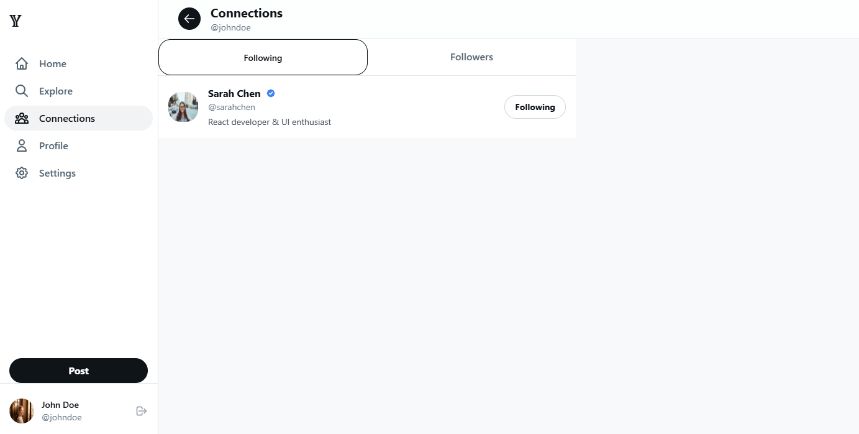 Y
Connections
@johndoe
Home
Explore
Connections
Profile
Settings
Following
Followers
Sarah Chen
@sarahchen
React developer & UI enthusiast
Following
Post
John Doe
@johndoe